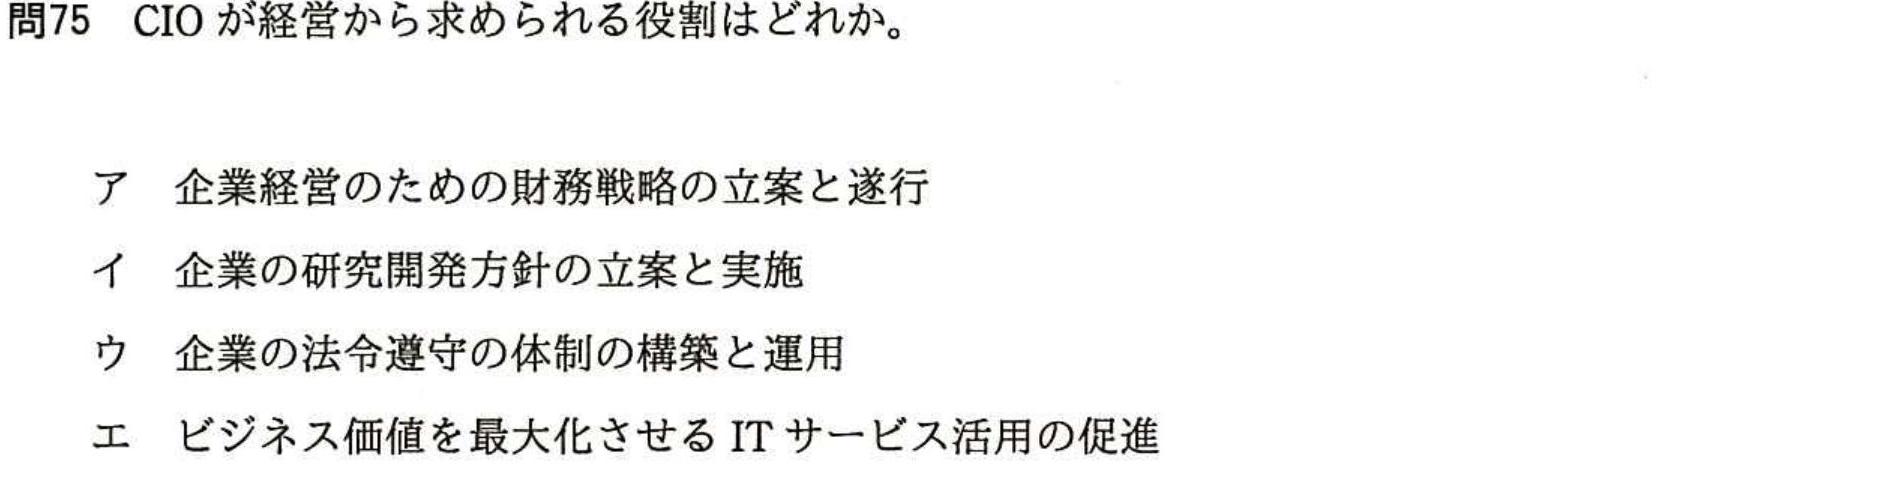 問75 CIO が経営から求められる役割はどれか。
ア 企業経営のための財務戦略の立案と遂行
イ 企業の研究開発方針の立案と実施
ウ 企業の法令遵守の体制の構築と運用
エ ビジネス価値を最大化させる IT サービス活用の促進